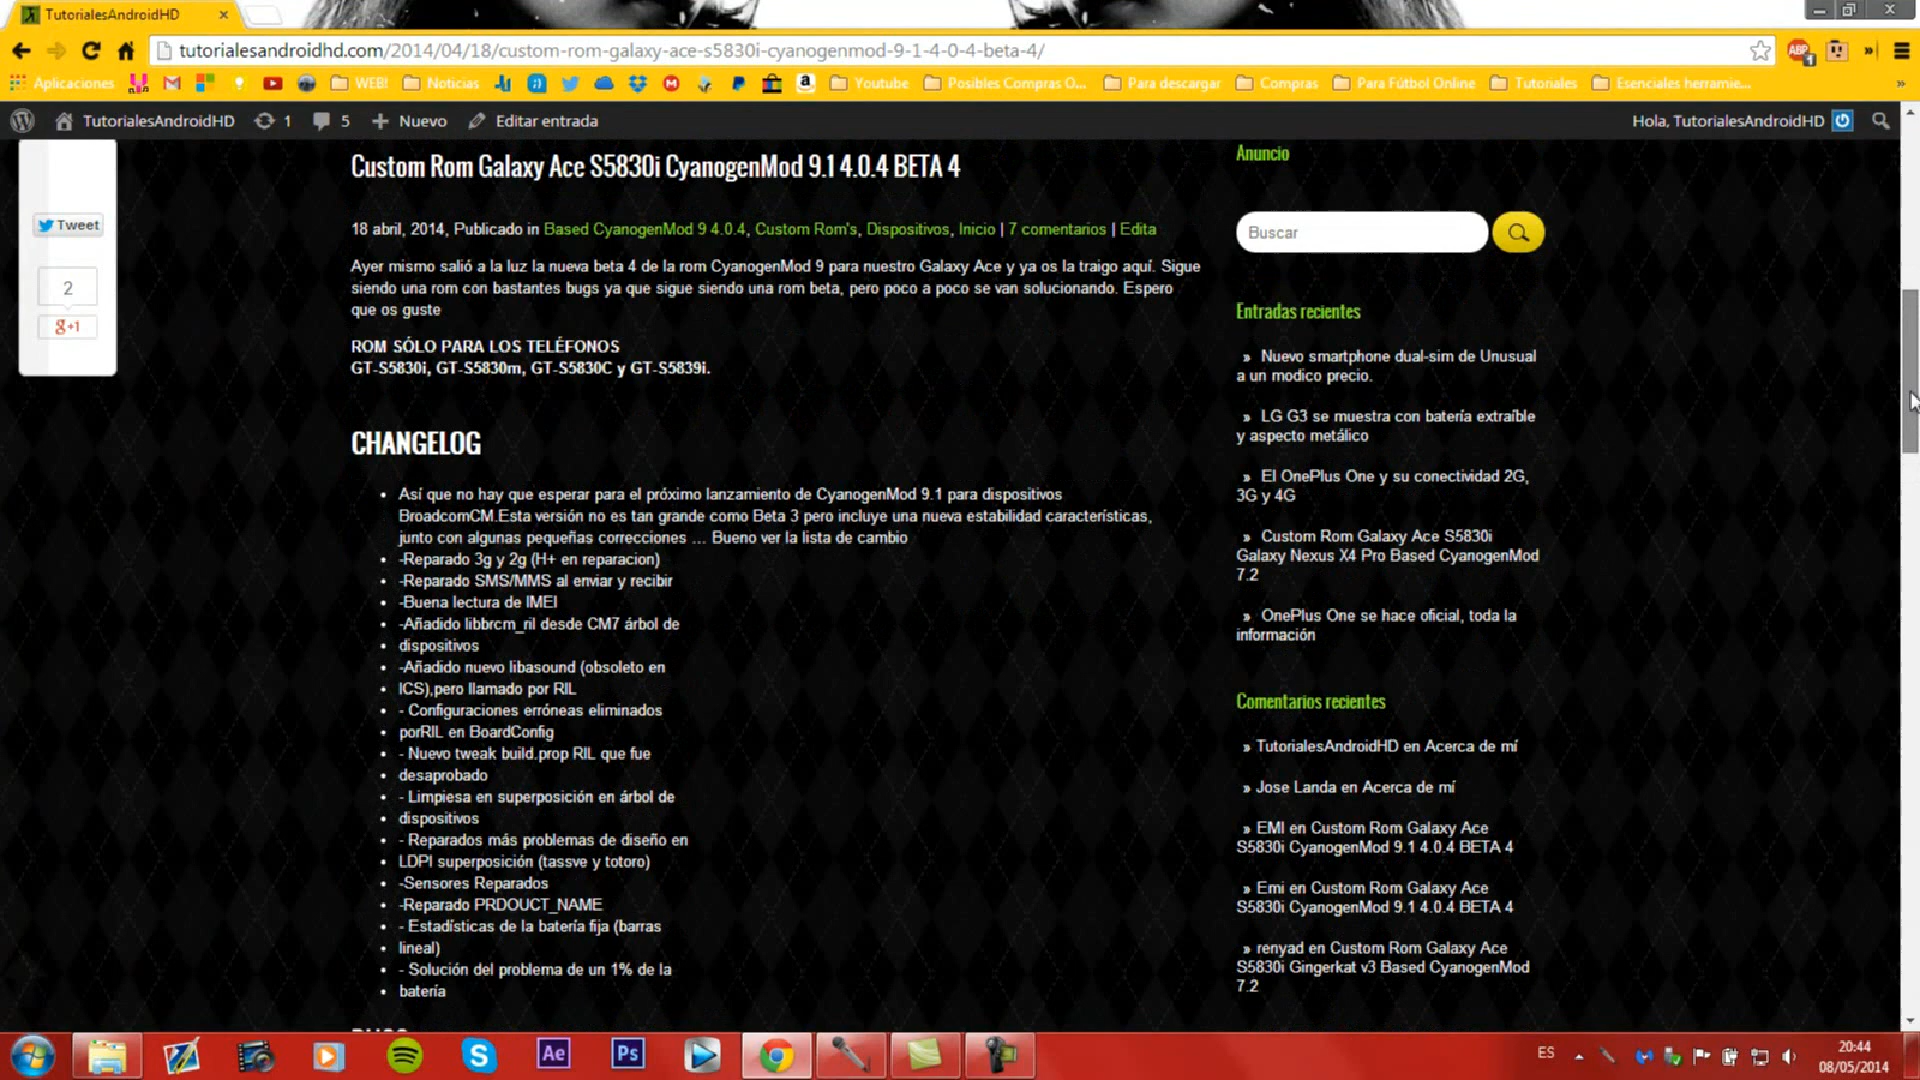 TutorialesAndroidHD
tutorialesandroidhd.com/2014/04/18/custom-rom-galaxy-ace-s5830i-cyanogenmod-9-1-4-0-4-beta-4/
ABP
1
Aplicaciones
WEB!
Noticias
Youtube
Posibles Compras O...
Para descargar
Compras
Para Fútbol Online
Tutoriales
Esenciales herramie...
TutorialesAndroidHD
1
5
Nuevo
Editar entrada
Hola, TutorialesAndroidHD
Tweet
2
g+1
Custom Rom Galaxy Ace S5830i CyanogenMod 9.1 4.0.4 BETA 4
18 abril, 2014, Publicado in Based CyanogenMod 9 4.0.4, Custom Rom's, Dispositivos, Inicio | 7 comentarios | Edita
Ayer mismo salió a la luz la nueva beta 4 de la rom CyanogenMod 9 para nuestro Galaxy Ace y ya os la traigo aquí. Sigue
siendo una rom con bastantes bugs ya que sigue siendo una rom beta, pero poco a poco se van solucionando. Espero
que os guste
ROM SÓLO PARA LOS TELÉFONOS
GT-S5830i, GT-S5830m, GT-S5830C y GT-S5839i.
CHANGELOG
• Así que no hay que esperar para el próximo lanzamiento de CyanogenMod 9.1 para dispositivos
BroadcomCM.Esta versión no es tan grande como Beta 3 pero incluye una nueva estabilidad características,
junto con algunas pequeñas correcciones ... Bueno ver la lista de cambio
• -Reparado 3g y 2g (H+ en reparacion)
• -Reparado SMS/MMS al enviar y recibir
• -Buena lectura de IMEI
• -Añadido libbrcm_ril desde CM7 árbol de
• dispositivos
• -Añadido nuevo libasound (obsoleto en
• ICS),pero llamado por RIL
• - Configuraciones erróneas eliminados
• porRIL en BoardConfig
• - Nuevo tweak build.prop RIL que fue
• desaprobado
• - Limpiesa en superposición en árbol de
• dispositivos
• - Reparados más problemas de diseño en
• LDPI superposición (tassve y totoro)
• -Sensores Reparados
• -Reparado PRDOUCT_NAME
• - Estadísticas de la batería fija (barras
• lineal)
• - Solución del problema de un 1% de la
• batería
Anuncio
Buscar
Entradas recientes
» Nuevo smartphone dual-sim de Unusual
a un modico precio.
» LG G3 se muestra con batería extraíble
y aspecto metálico
» El OnePlus One y su conectividad 2G,
3G y 4G
» Custom Rom Galaxy Ace S5830i
Galaxy Nexus X4 Pro Based CyanogenMod
7.2
» OnePlus One se hace oficial, toda la
información
Comentarios recientes
» TutorialesAndroidHD en Acerca de mí
» Jose Landa en Acerca de mí
» EMI en Custom Rom Galaxy Ace
S5830i CyanogenMod 9.1 4.0.4 BETA 4
» Emi en Custom Rom Galaxy Ace
S5830i CyanogenMod 9.1 4.0.4 BETA 4
» renyad en Custom Rom Galaxy Ace
S5830i Gingerkat v3 Based CyanogenMod
7.2
Ae
Ps
ES
20:44
08/05/2014